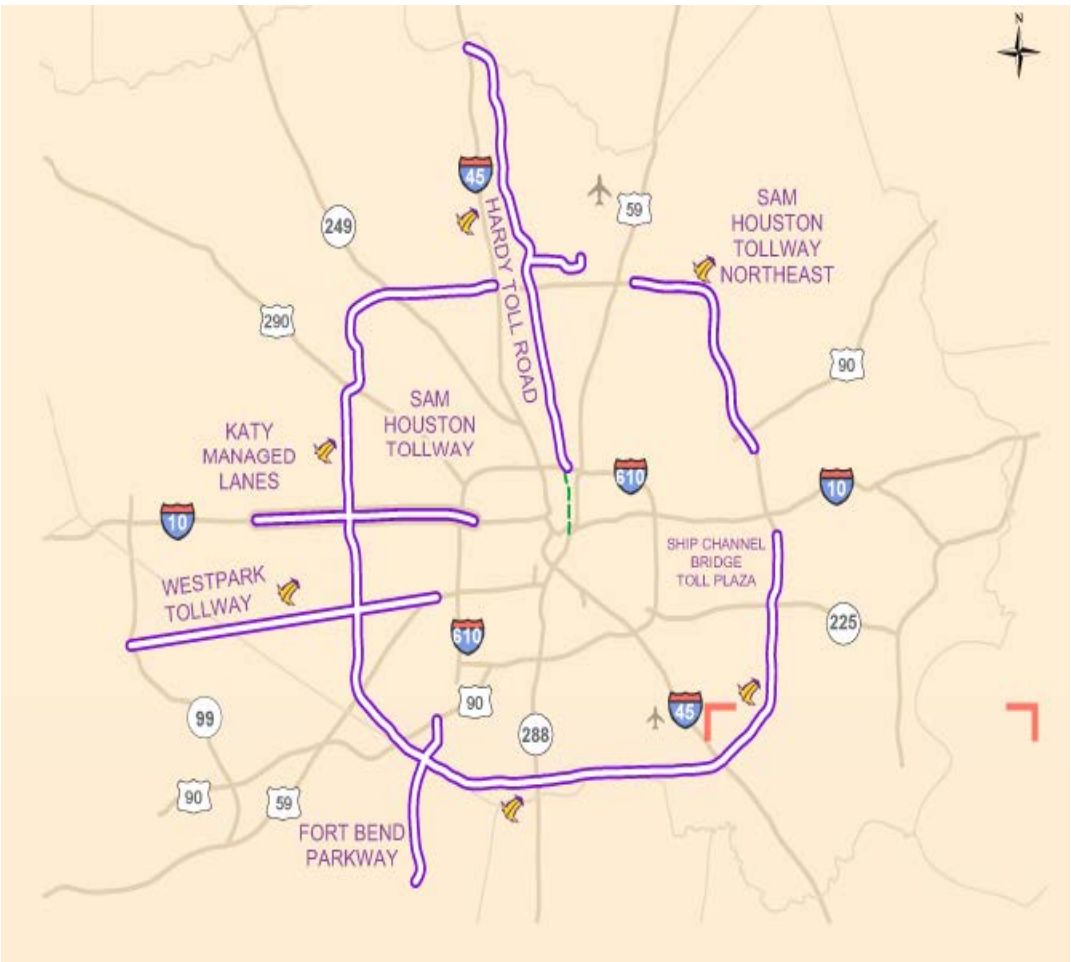 N
45
59
SAM
HOUSTON
TOLLWAY
NORTHEAST
249
HARDY TOLL ROAD
290
90
SAM
HOUSTON
TOLLWAY
KATY
MANAGED
LANES
610
10
10
SHIP CHANNEL
BRIDGE
TOLL PLAZA
WESTPARK
TOLLWAY
610
225
90
45
99
288
90
59
FORT BEND
PARKWAY